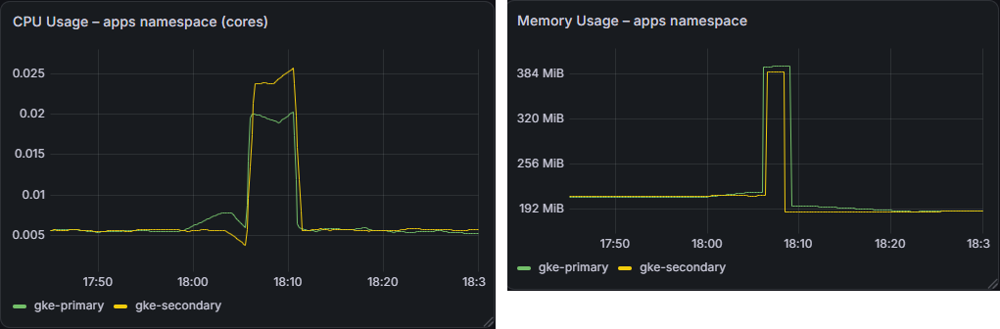 CPU Usage – apps namespace (cores)
0.025
0.02
0.015
0.01
0.005
17:50 18:00 18:10 18:20 18:3
gke-primary gke-secondary
Memory Usage – apps namespace
384 MiB
320 MiB
256 MiB
192 MiB
17:50 18:00 18:10 18:20 18:3
gke-primary gke-secondary